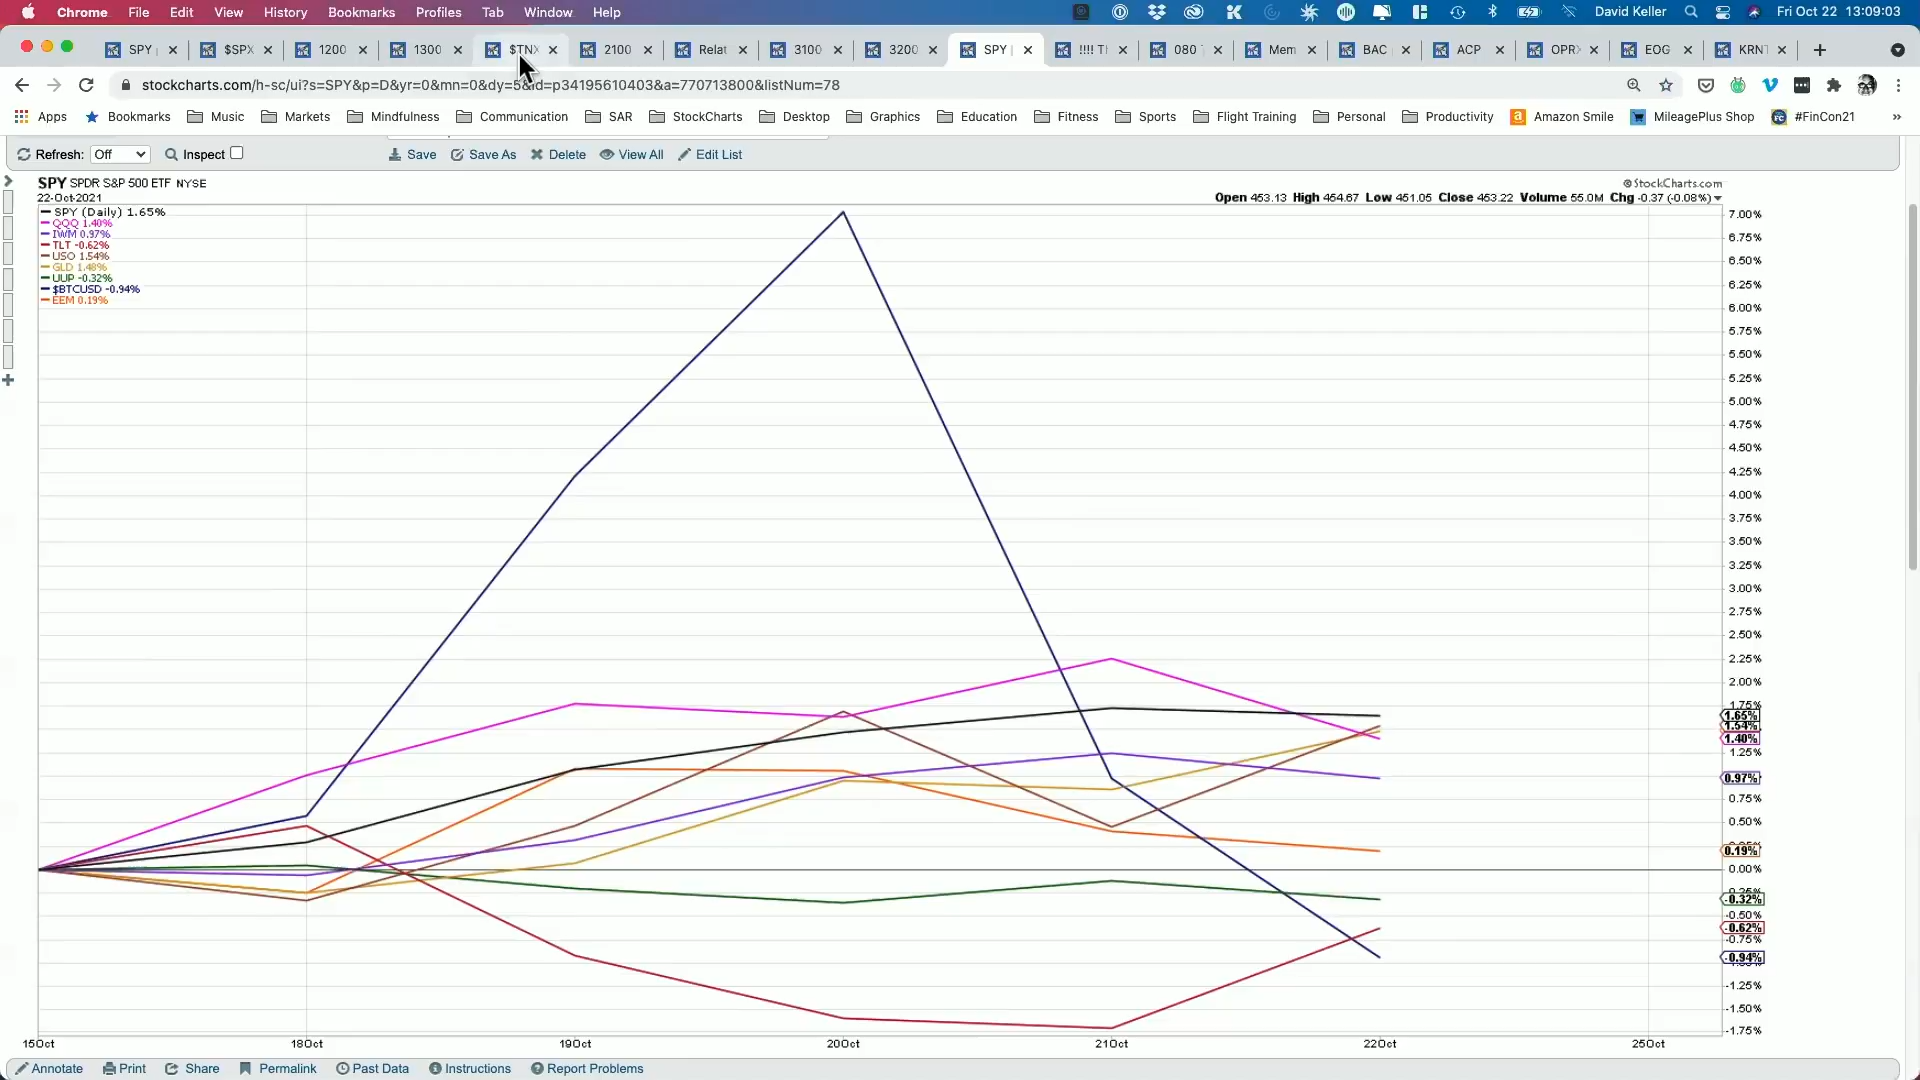 Chrome File Edit View History Bookmarks Profiles Tab Window Help David Keller Fri Oct 22 13:09:03
SPY $SPX 1200 1300 $TNX 2100 Relat 3100 3200 SPY | !!!! Th 080 Mem BAC ACP OPR EOG KRNT
stockcharts.com/h-sc/ui?s=SPY&p=D&yr=0&mn=0&dy=5&id=p34195610403&a=770713800&listNum=78
Apps Bookmarks Music Markets Mindfulness Communication SAR StockCharts Desktop Graphics Education Fitness Sports Flight Training Personal Productivity Amazon Smile MileagePlus Shop #FinCon21 »
Refresh: Off Inspect Save Save As Delete View All Edit List
SPY SPDR S&P 500 ETF NYSE ©StockCharts.com
22-Oct-2021 Open 453.13 High 454.67 Low 451.05 Close 453.22 Volume 55.0M Chg -0.37 (-0.08%)
SPY (Daily) 1.65%
QQQ 1.40%
IWM 0.97%
TLT -0.62%
USO 1.54%
GLD 1.48%
UUP -0.32%
$BTCUSD -0.94%
EEM 0.19%
7.00%
6.75%
6.50%
6.25%
6.00%
5.75%
5.50%
5.25%
5.00%
4.75%
4.50%
4.25%
4.00%
3.75%
3.50%
3.25%
3.00%
2.75%
2.50%
2.25%
2.00%
1.75%
1.65%
1.54%
1.40%
1.25%
0.97%
0.75%
0.50%
0.19%
0.00%
-0.32%
-0.50%
-0.62%
-0.75%
-0.94%
-1.25%
-1.50%
-1.75%
15Oct 18Oct 19Oct 20Oct 21Oct 22Oct 25Oct
Annotate Print Share Permalink Past Data Instructions Report Problems